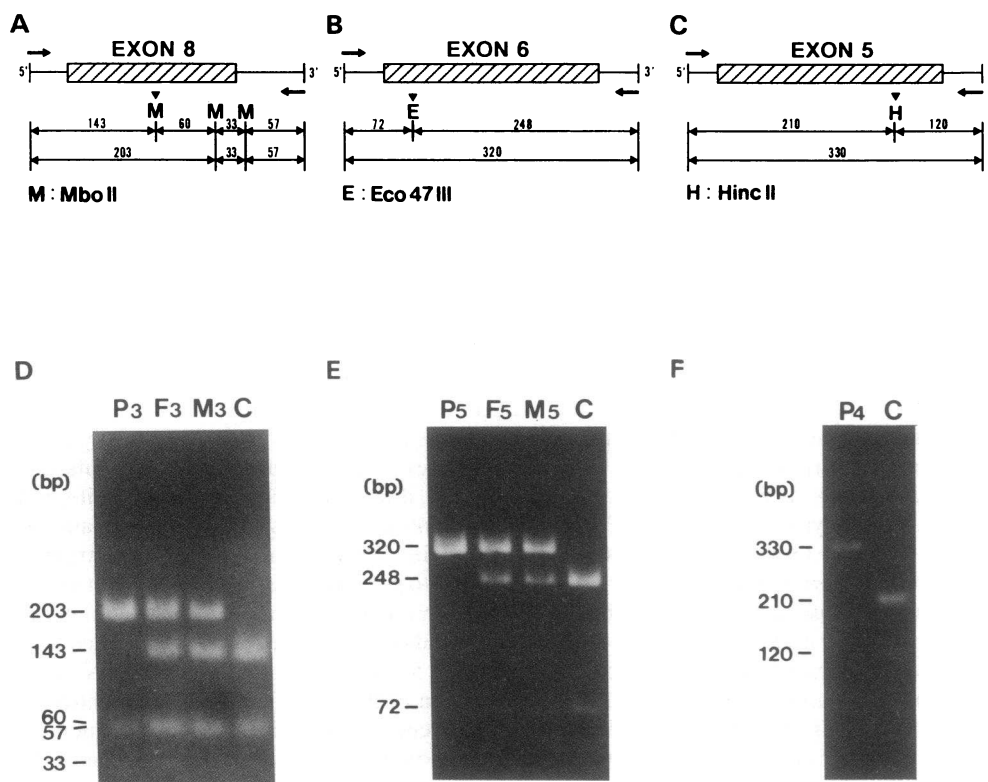 A
B
C
EXON 8
EXON 6
EXON 5
5' 3'
5' 3'
5' 3'
M M M
E
H
143 60 33 57
72 248
210 120
203 33 57
320
330
M : Mbo II
E : Eco 47 III
H : Hinc II
D
E
F
P3 F3 M3 C
P5 F5 M5 C
P4 C
(bp)
(bp)
(bp)
203
143
60
57
33
320
248
72
330
210
120